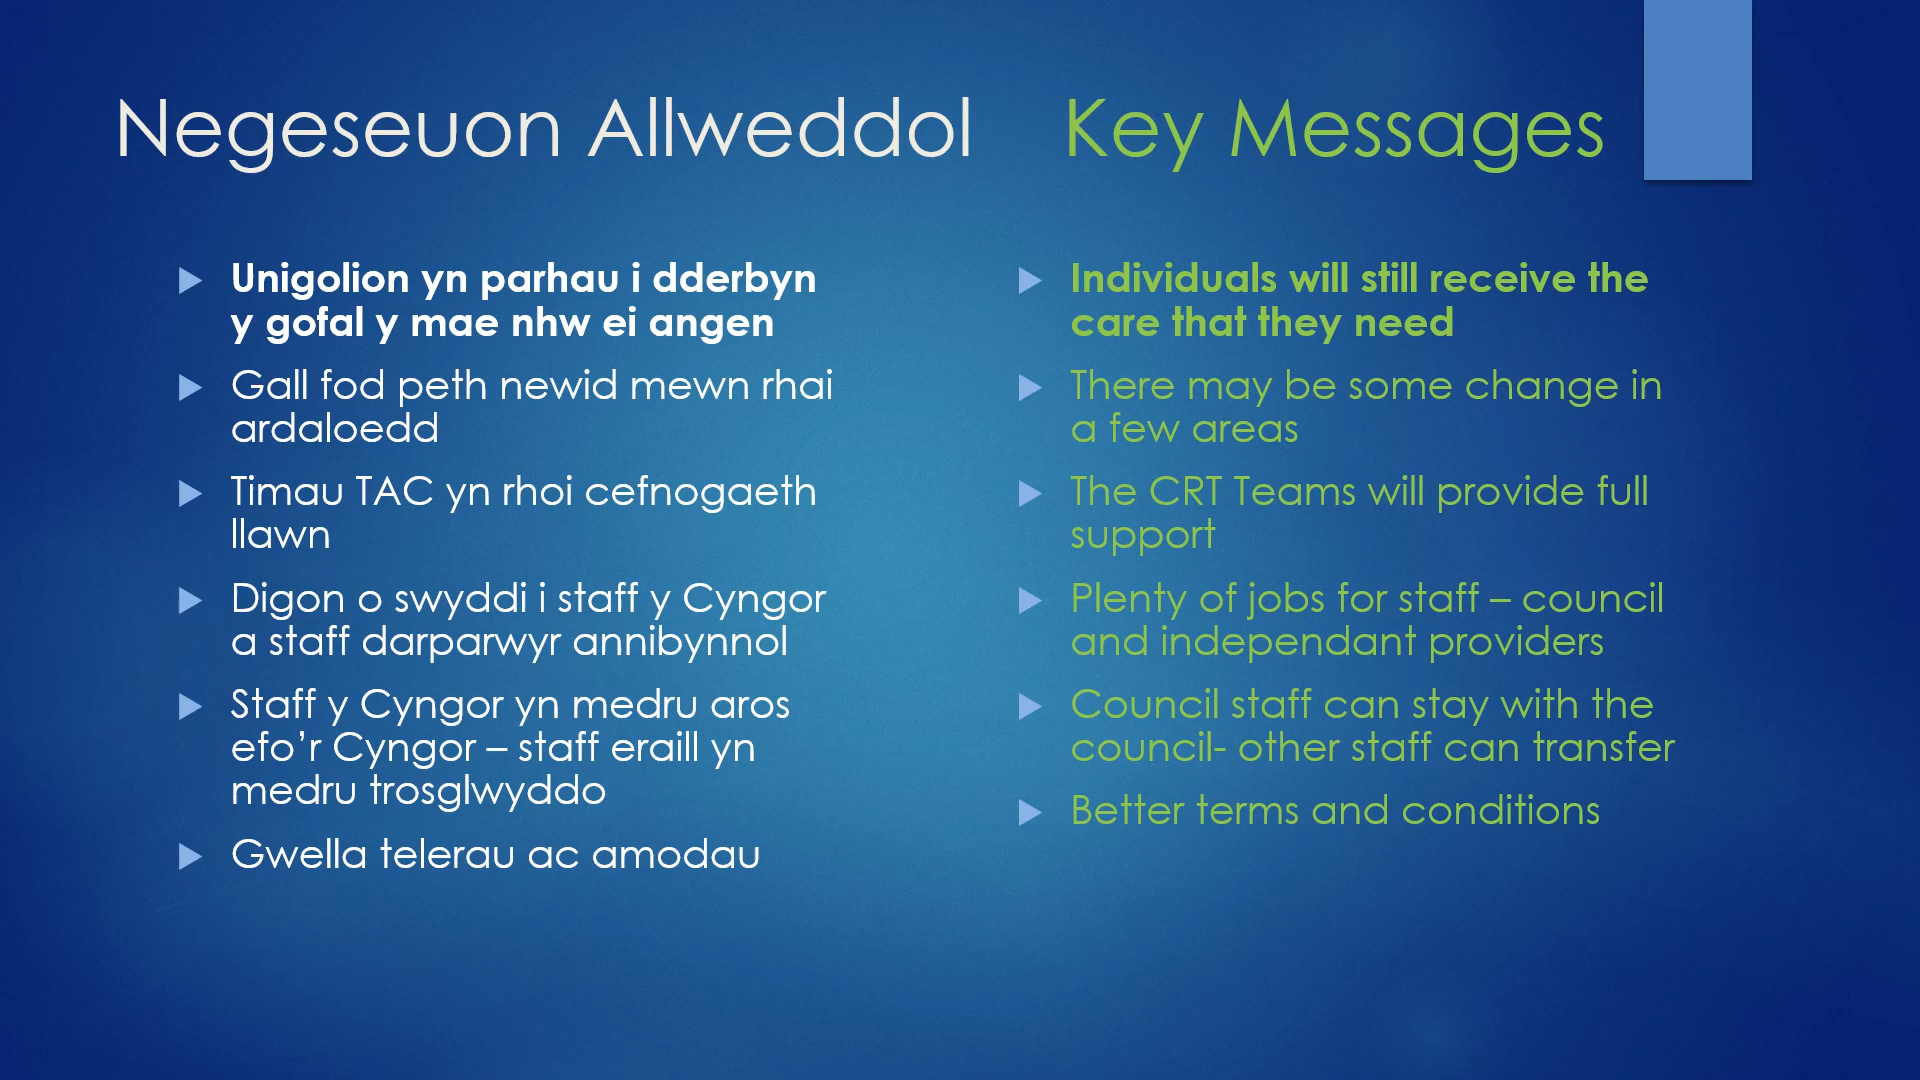 Negeseuon Allweddol Key Messages
Unigolion yn parhau i dderbyn
y gofal y mae nhw ei angen
Gall fod peth newid mewn rhai
ardaloedd
Timau TAC yn rhoi cefnogaeth
llawn
Digon o swyddi i staff y Cyngor
a staff darparwyr annibynnol
Staff y Cyngor yn medru aros
efo’r Cyngor – staff eraill yn
medru trosglwyddo
Gwella telerau ac amodau
Individuals will still receive the
care that they need
There may be some change in
a few areas
The CRT Teams will provide full
support
Plenty of jobs for staff – council
and independant providers
Council staff can stay with the
council- other staff can transfer
Better terms and conditions